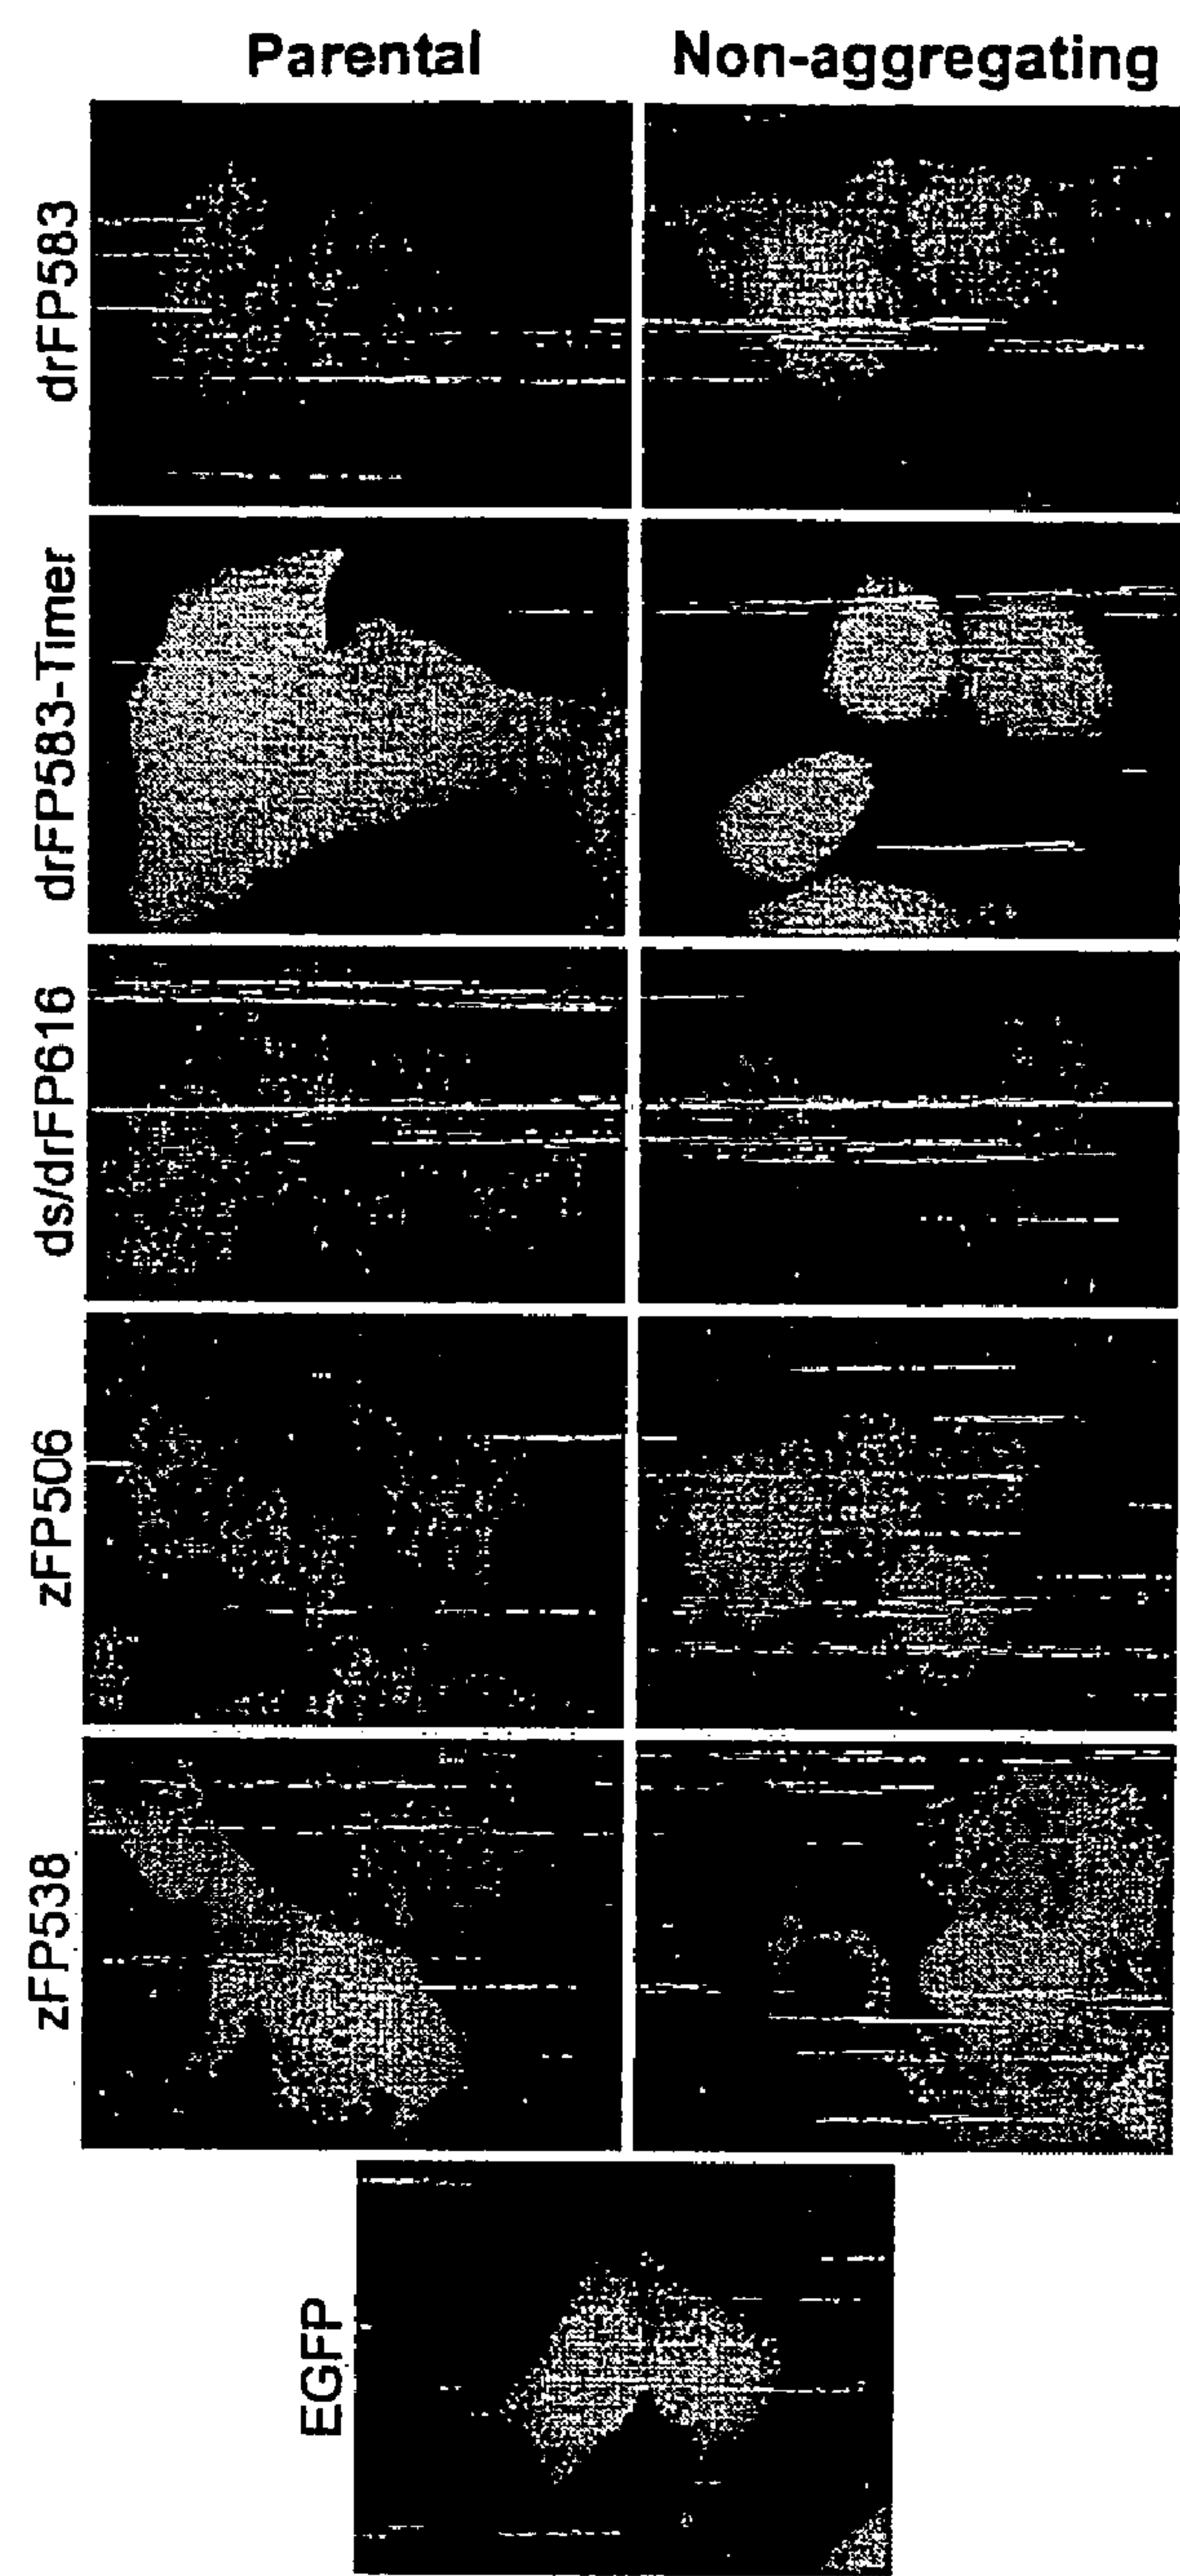 Parental Non-aggregating
drFP583
drFP583-Timer
ds/drFP616
zFP506
zFP538
EGFP